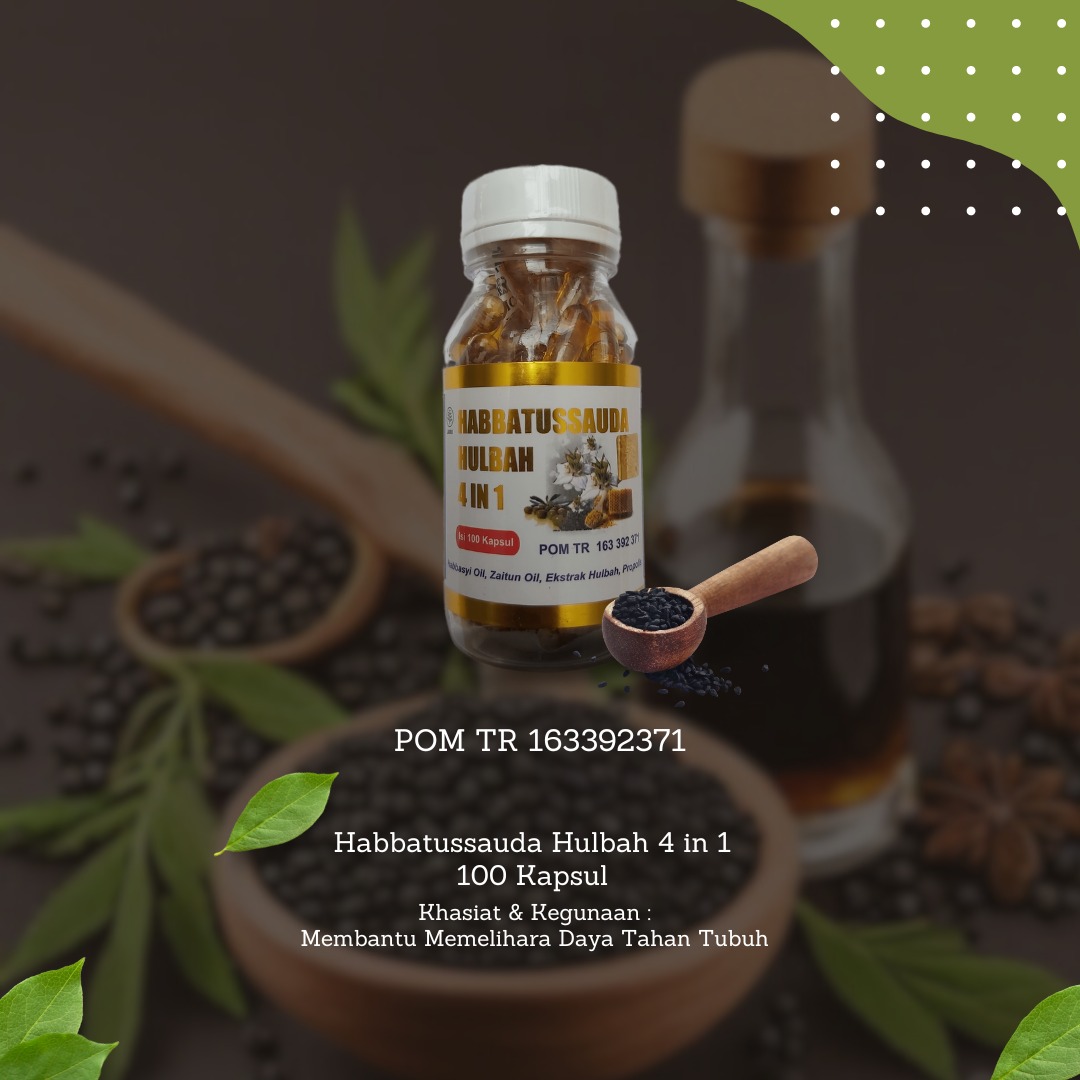 HABBATUSSAUDA
HULBAH
4 IN 1
Isi 100 Kapsul
POM TR 163 392 371
Oil, Zaitun Oil, Ekstrak Hulbah, Propolis
POM TR 163392371
Habbatussauda Hulbah 4 in 1
100 Kapsul
Khasiat & Kegunaan :
Membantu Memelihara Daya Tahan Tubuh